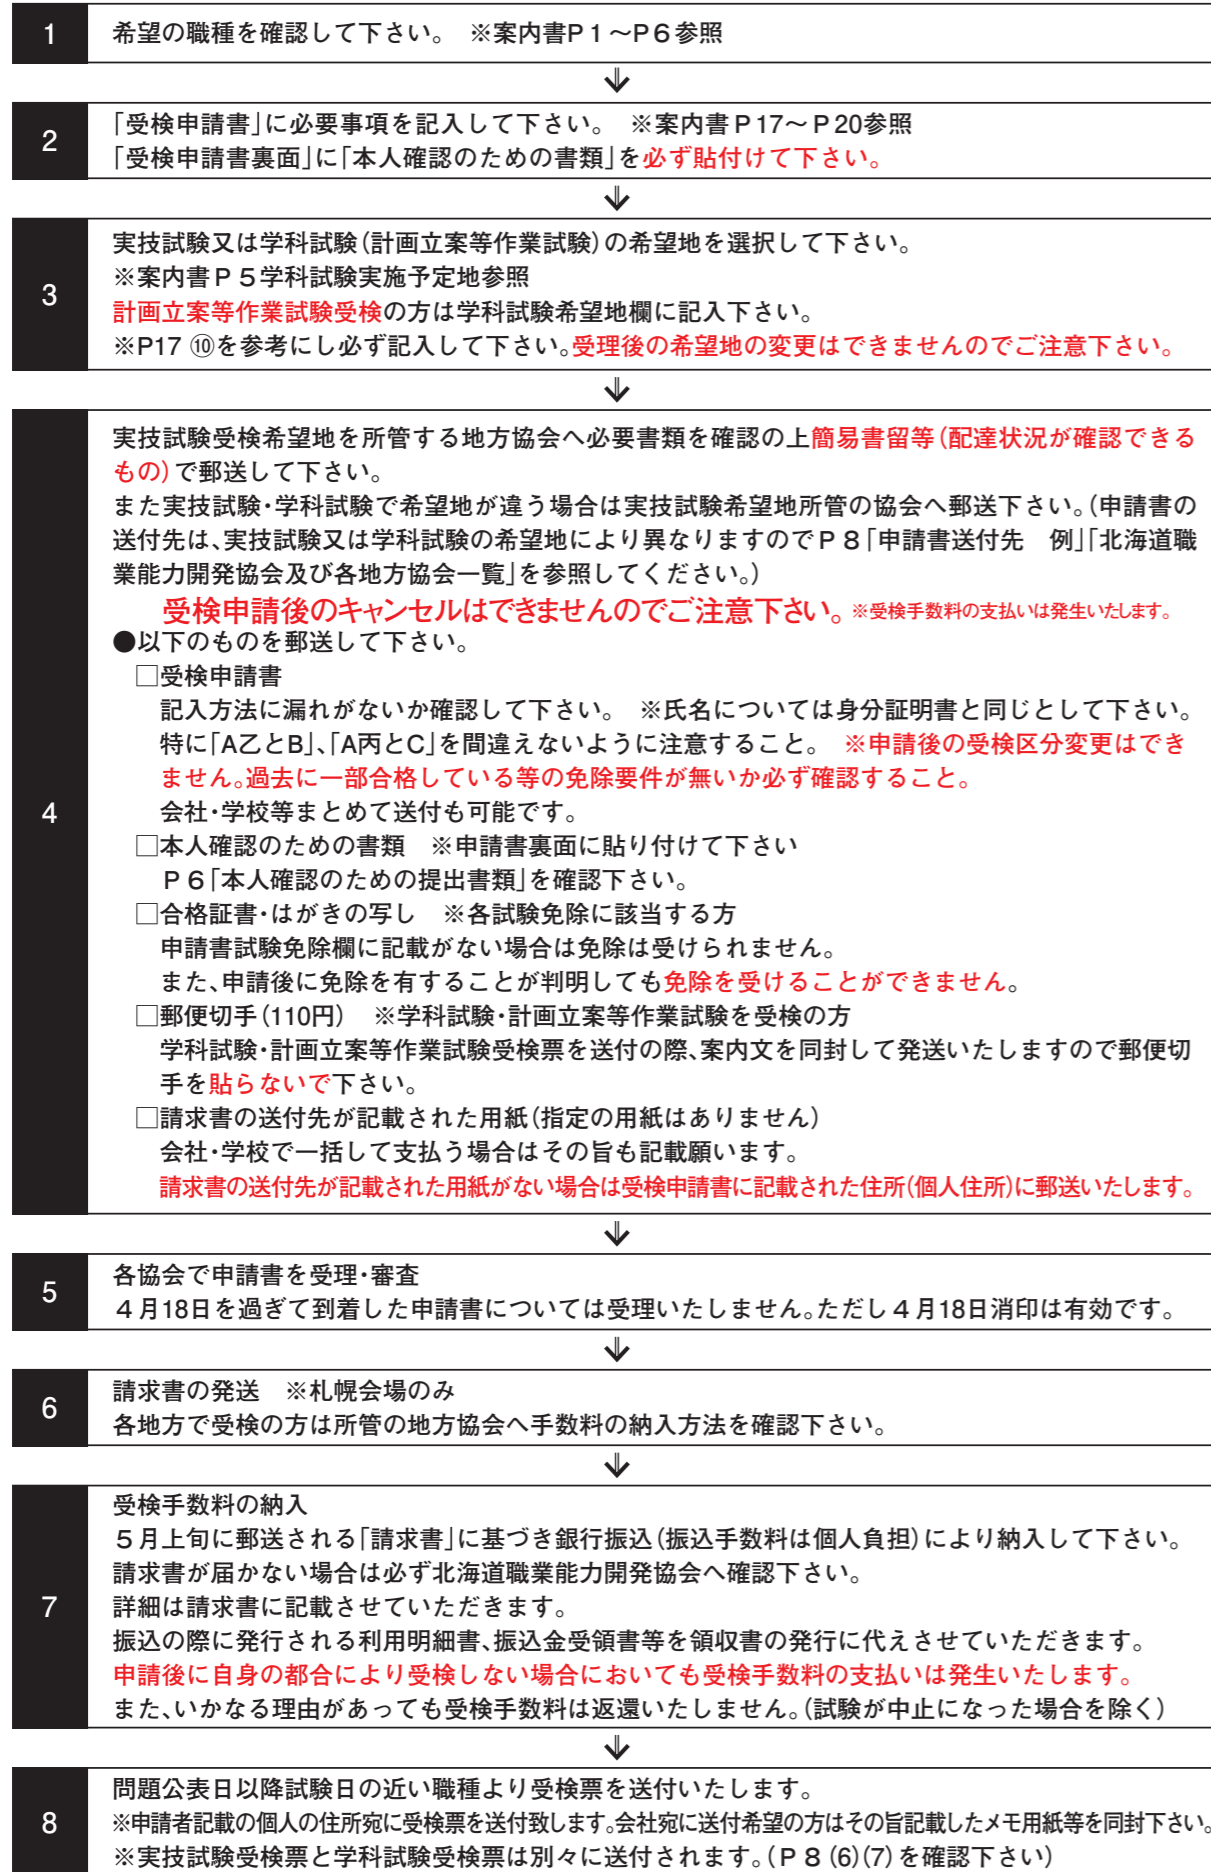 1
希望の職種を確認して下さい。　※案内書P１～P６参照
⇓
2
「受検申請書」に必要事項を記入して下さい。　※案内書Ｐ17～Ｐ20参照
「受検申請書裏面」に「本人確認のための書類」を必ず貼付けて下さい。
⇓
3
実技試験又は学科試験（計画立案等作業試験）の希望地を選択して下さい。
※案内書Ｐ５学科試験実施予定地参照
計画立案等作業試験受検の方は学科試験希望地欄に記入下さい。
※P17 ⑩を参考にし必ず記入して下さい。受理後の希望地の変更はできませんのでご注意下さい。
⇓
4
実技試験受検希望地を所管する地方協会へ必要書類を確認の上簡易書留等（配達状況が確認できる
もの）で郵送して下さい。
また実技試験・学科試験で希望地が違う場合は実技試験希望地所管の協会へ郵送下さい。（申請書の
送付先は、実技試験又は学科試験の希望地により異なりますのでＰ８「申請書送付先　例」「北海道職
業能力開発協会及び各地方協会一覧」を参照してください。）
受検申請後のキャンセルはできませんのでご注意下さい。※受検手数料の支払いは発生いたします。
●以下のものを郵送して下さい。
□受検申請書
記入方法に漏れがないか確認して下さい。　※氏名については身分証明書と同じとして下さい。
特に「A乙とB」、「A丙とC」を間違えないように注意すること。　※申請後の受検区分変更はでき
ません。過去に一部合格している等の免除要件が無いか必ず確認すること。
会社・学校等まとめて送付も可能です。
□本人確認のための書類　※申請書裏面に貼り付けて下さい
Ｐ６「本人確認のための提出書類」を確認下さい。
□合格証書・はがきの写し　※各試験免除に該当する方
申請書試験免除欄に記載がない場合は免除は受けられません。
また、申請後に免除を有することが判明しても免除を受けることができません。
□郵便切手（110円）　※学科試験・計画立案等作業試験を受検の方
学科試験・計画立案等作業試験受検票を送付の際、案内文を同封して発送いたしますので郵便切
手を貼らないで下さい。
□請求書の送付先が記載された用紙（指定の用紙はありません）
会社・学校で一括して支払う場合はその旨も記載願います。
請求書の送付先が記載された用紙がない場合は受検申請書に記載された住所（個人住所）に郵送いたします。
⇓
5
各協会で申請書を受理・審査
４月18日を過ぎて到着した申請書については受理いたしません。ただし４月18日消印は有効です。
⇓
6
請求書の発送　※札幌会場のみ
各地方で受検の方は所管の地方協会へ手数料の納入方法を確認下さい。
⇓
7
受検手数料の納入
５月上旬に郵送される「請求書」に基づき銀行振込（振込手数料は個人負担）により納入して下さい。
請求書が届かない場合は必ず北海道職業能力開発協会へ確認下さい。
詳細は請求書に記載させていただきます。
振込の際に発行される利用明細書、振込金受領書等を領収書の発行に代えさせていただきます。
申請後に自身の都合により受検しない場合においても受検手数料の支払いは発生いたします。
また、いかなる理由があっても受検手数料は返還いたしません。（試験が中止になった場合を除く）
⇓
8
問題公表日以降試験日の近い職種より受検票を送付いたします。
※申請者記載の個人の住所宛に受検票を送付致します。会社宛に送付希望の方はその旨記載したメモ用紙等を同封下さい。
※実技試験受検票と学科試験受検票は別々に送付されます。（Ｐ８(6)(7)を確認下さい）